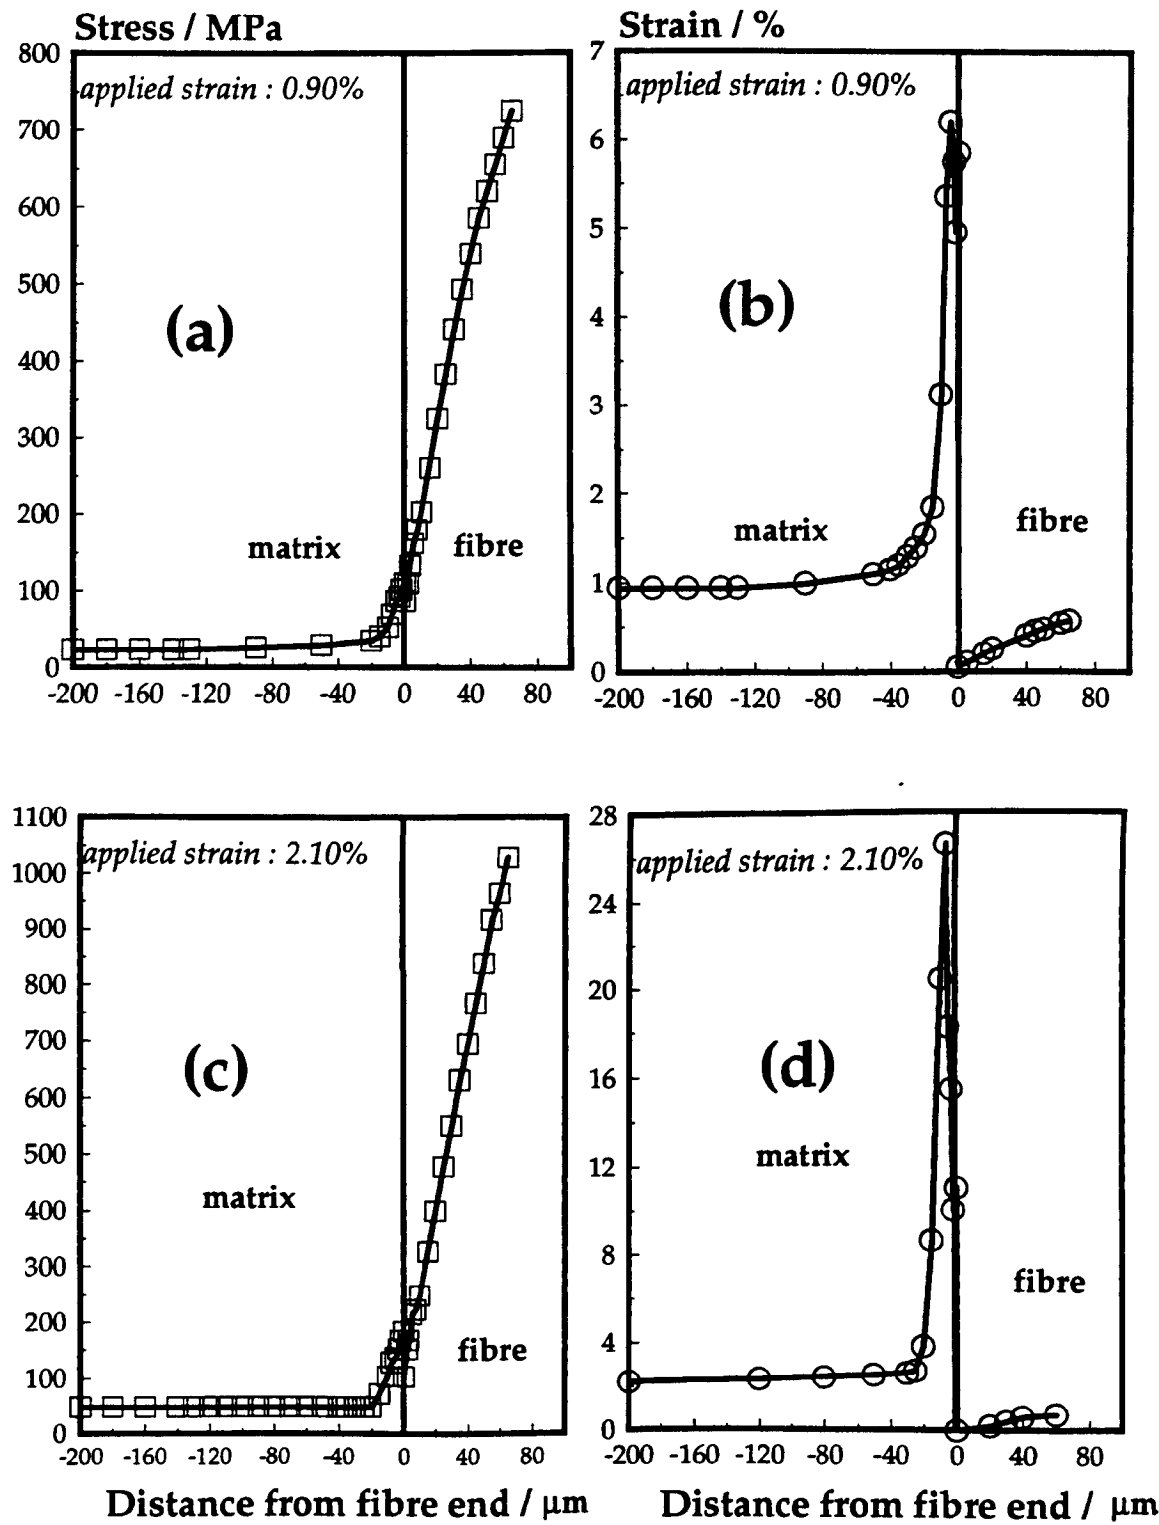 Stress / MPa
Strain / %
800
700
600
500
400
300
200
100
0
applied strain : 0.90%
(a)
matrix
fibre
-200 -160 -120 -80 -40 0 40 80
7
6
5
4
3
2
1
0
applied strain : 0.90%
(b)
matrix
fibre
-200 -160 -120 -80 -40 0 40 80
1100
1000
900
800
700
600
500
400
300
200
100
0
applied strain : 2.10%
(c)
matrix
fibre
-200 -160 -120 -80 -40 0 40 80
Distance from fibre end / μm
28
24
20
16
12
8
4
0
applied strain : 2.10%
(d)
matrix
fibre
-200 -160 -120 -80 -40 0 40 80
Distance from fibre end / μm